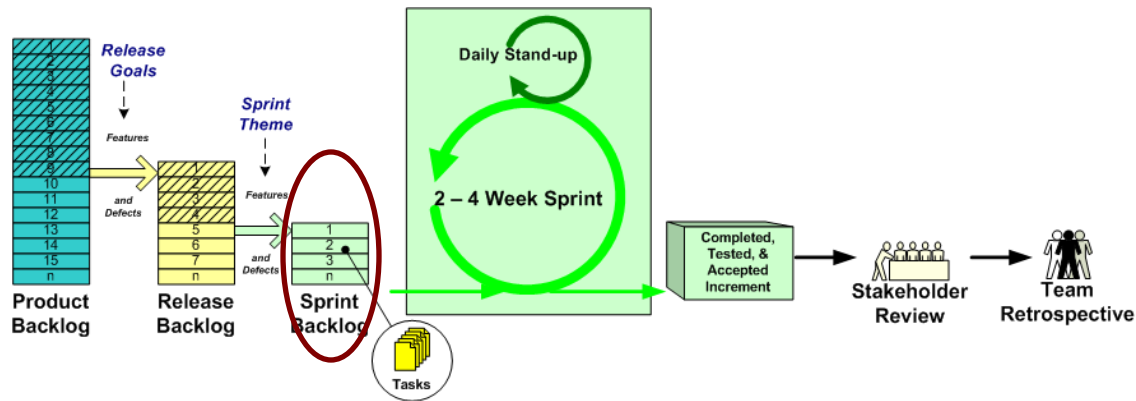 1
2
3
4
5
6
7
8
9
10
11
12
13
14
15
n
Product
Backlog
Release
Goals
Features
and
Defects
1
2
3
4
5
6
7
n
Release
Backlog
Sprint
Theme
Features
and
Defects
1
2
3
n
Sprint
Backlog
Tasks
Daily Stand-up
2 – 4 Week Sprint
Completed,
Tested, &
Accepted
Increment
Stakeholder
Review
Team
Retrospective